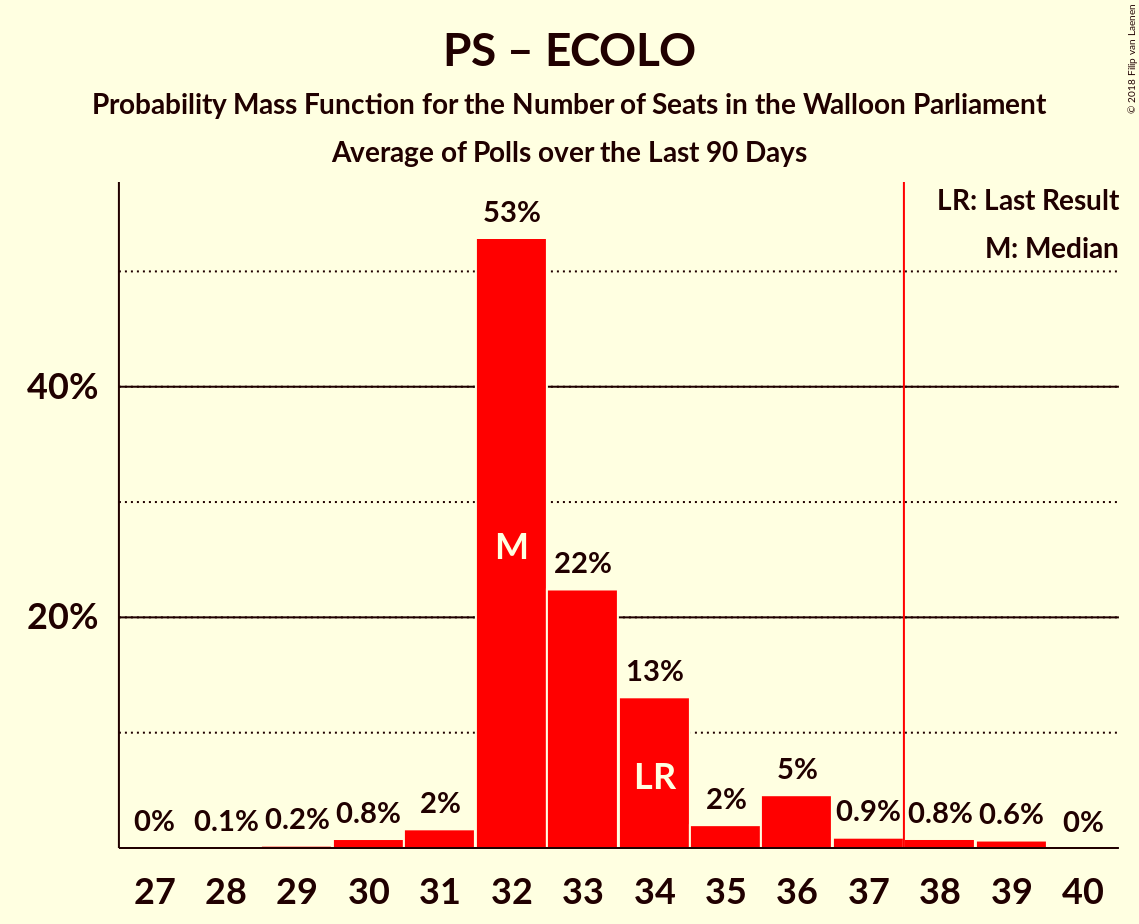 PS – ECOLO
Probability Mass Function for the Number of Seats in the Walloon Parliament
Average of Polls over the Last 90 Days
© 2018 Filip van Laenen
LR: Last Result
M: Median
53%
40%
M
22%
20%
13%
LR
0%
0.1%
0.2%
0.8%
2%
2%
5%
0.9%
0.8%
0.6%
0%
27 28 29 30 31 32 33 34 35 36 37 38 39 40